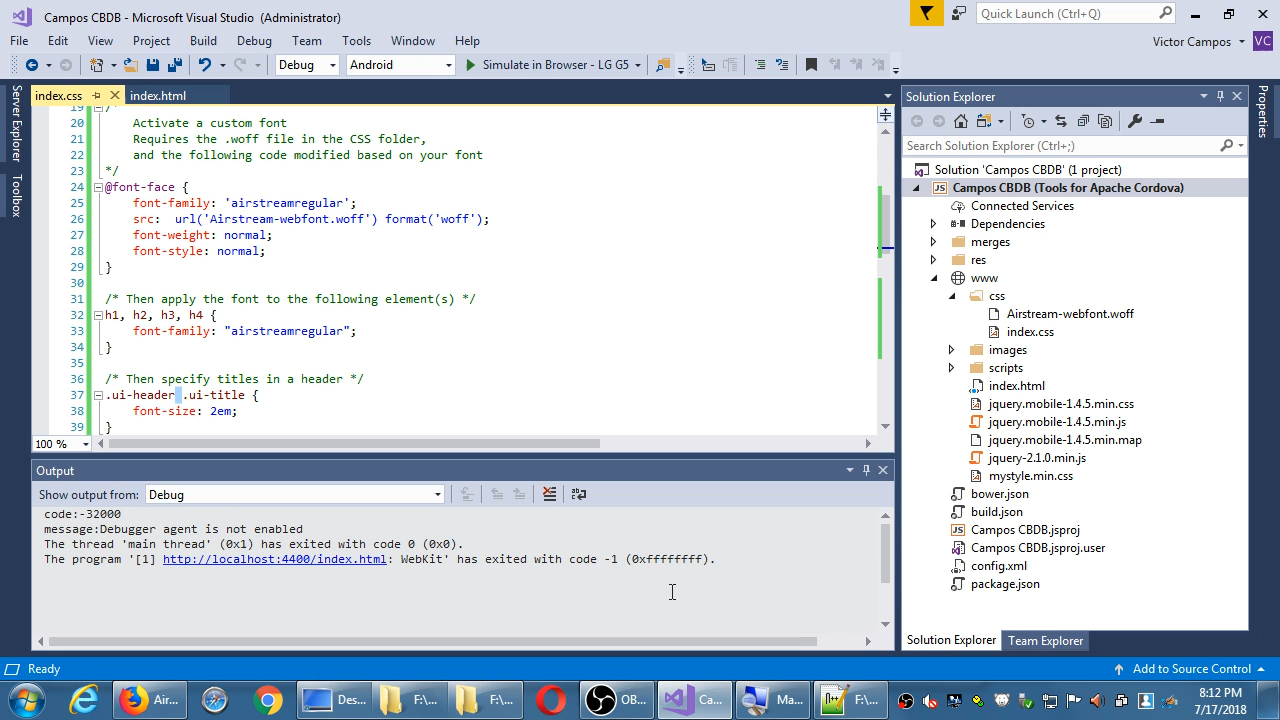 Campos CBDB - Microsoft Visual Studio (Administrator)
Quick Launch (Ctrl+Q)
File Edit View Project Build Debug Team Tools Window Help
Victor Campos VC
Debug Android Simulate in Browser - LG G5
Server Explorer
Toolbox
index.css index.html
19 /*
20 Activate a custom font
21 Requires the .woff file in the CSS folder,
22 and the following code modified based on your font
23 */
24 @font-face {
25 font-family: 'airstreamregular';
26 src: url('Airstream-webfont.woff') format('woff');
27 font-weight: normal;
28 font-style: normal;
29 }
30
31 /* Then apply the font to the following element(s) */
32 h1, h2, h3, h4 {
33 font-family: "airstreamregular";
34 }
35
36 /* Then specify titles in a header */
37 .ui-header .ui-title {
38 font-size: 2em;
39 }
100 %
Output
Show output from: Debug
code:-32000
message:Debugger agent is not enabled
The thread 'main thread' (0x1) has exited with code 0 (0x0).
The program '[1] http://localhost:4400/index.html: WebKit' has exited with code -1 (0xffffffff).
Solution Explorer
Search Solution Explorer (Ctrl+;)
Solution 'Campos CBDB' (1 project)
JS Campos CBDB (Tools for Apache Cordova)
Connected Services
Dependencies
merges
res
www
css
Airstream-webfont.woff
index.css
images
scripts
index.html
jquery.mobile-1.4.5.min.css
jquery.mobile-1.4.5.min.js
jquery.mobile-1.4.5.min.map
jquery-2.1.0.min.js
mystyle.min.css
bower.json
build.json
JS Campos CBDB.jsproj
Campos CBDB.jsproj.user
config.xml
package.json
Solution Explorer Team Explorer
Properties
Ready
Add to Source Control
Air... Des... F:\... F:\... OB... Ca... Ma... F:\...
8:12 PM
7/17/2018